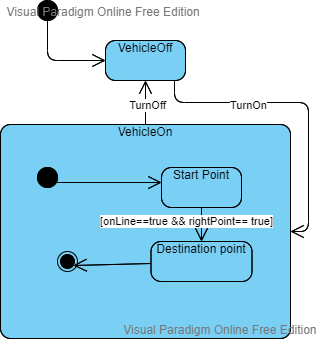 Visual Paradigm Online Free Edition
VehicleOff
TurnOff
TurnOn
VehicleOn
Start Point
[onLine==true && rightPoint== true]
Destination point
Visual Paradigm Online Free Edition